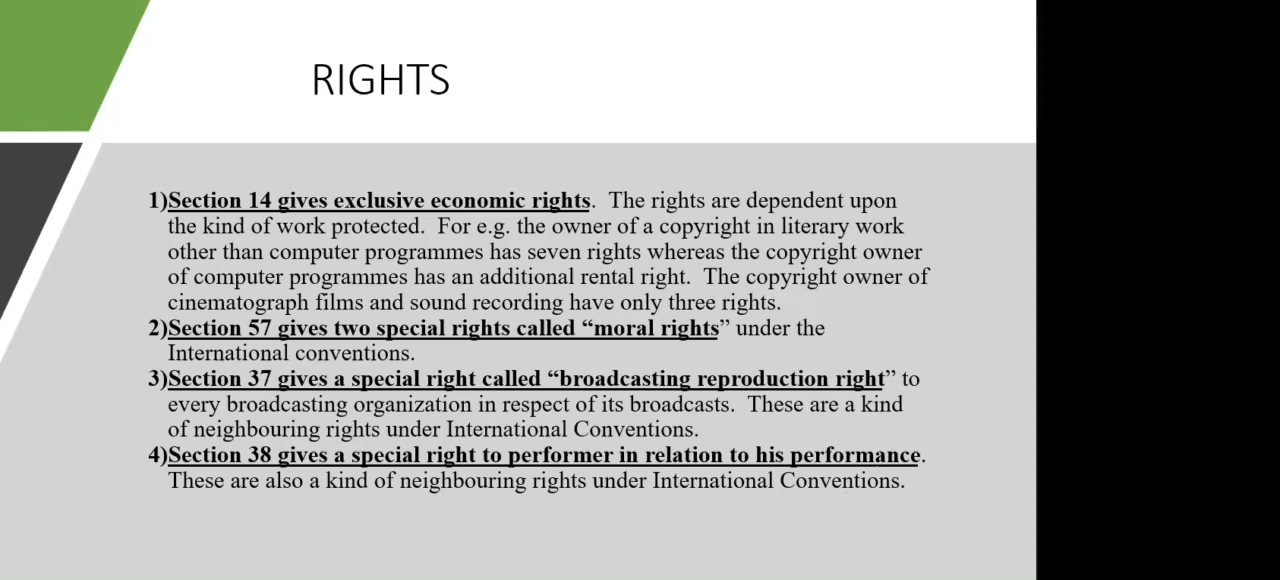 RIGHTS
1)Section 14 gives exclusive economic rights. The rights are dependent upon
the kind of work protected. For e.g. the owner of a copyright in literary work
other than computer programmes has seven rights whereas the copyright owner
of computer programmes has an additional rental right. The copyright owner of
cinematograph films and sound recording have only three rights.
2)Section 57 gives two special rights called “moral rights” under the
International conventions.
3)Section 37 gives a special right called “broadcasting reproduction right” to
every broadcasting organization in respect of its broadcasts. These are a kind
of neighbouring rights under International Conventions.
4)Section 38 gives a special right to performer in relation to his performance.
These are also a kind of neighbouring rights under International Conventions.